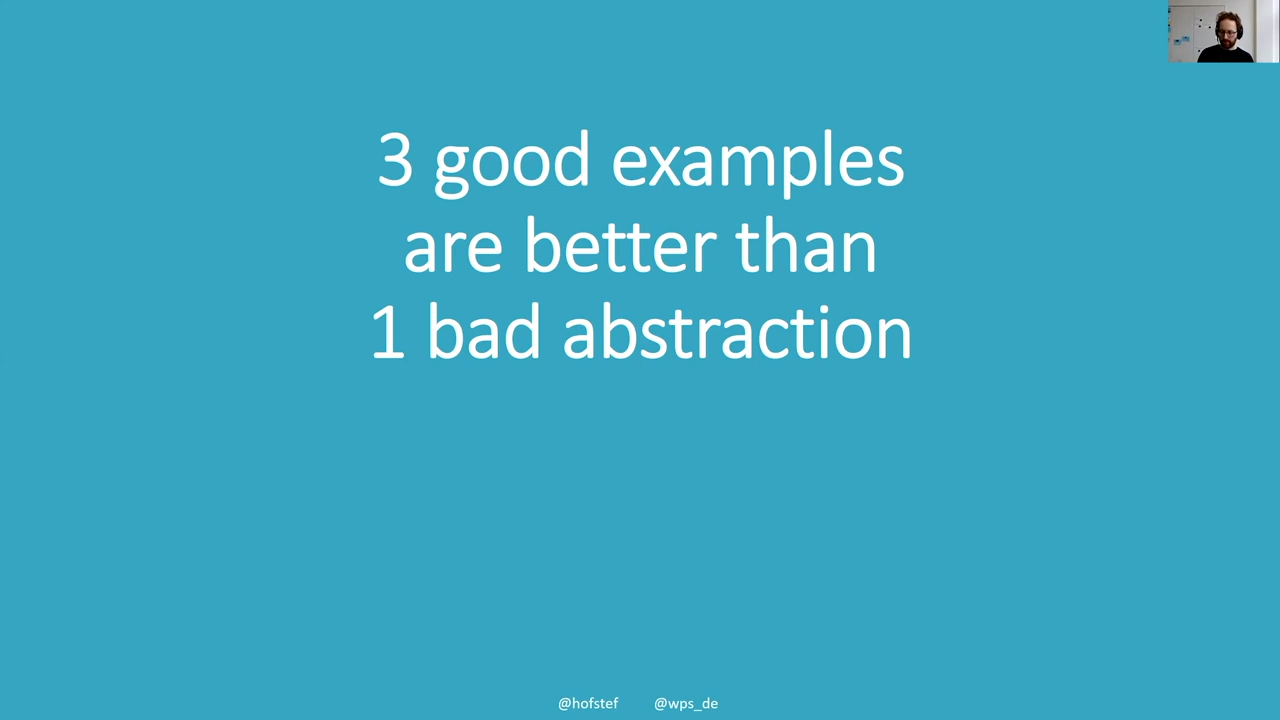 3 good examples
are better than
1 bad abstraction
@hofstef @wps_de